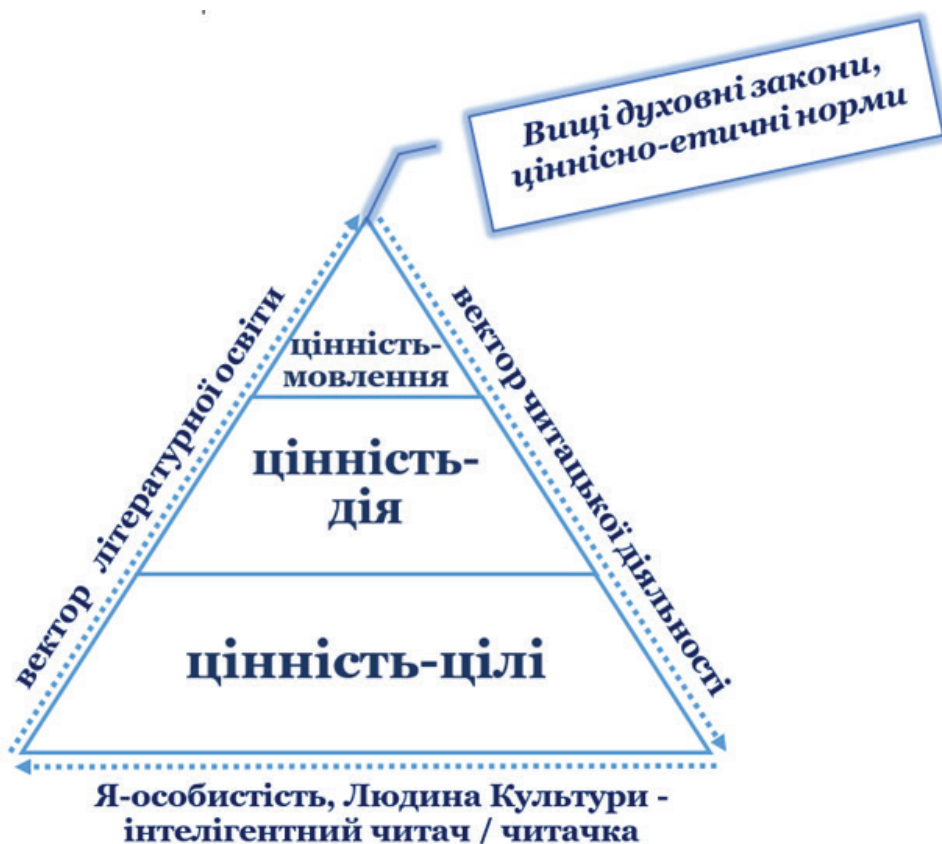 Вищі духовні закони,
ціннісно-етичні норми
вектор літературної освіти
вектор читацької діяльності
цінність-
мовлення
цінність-
дія
цінність-цілі
Я-особистість, Людина Культури -
інтелігентний читач / читачка